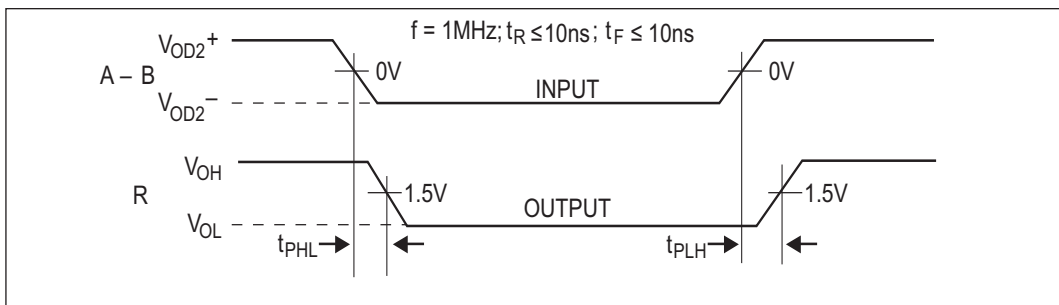 f = 1MHz; tR ≤ 10ns; tF ≤ 10ns
VOD2+
A – B
0V
0V
INPUT
VOD2–
VOH
R
1.5V
1.5V
OUTPUT
VOL
tPHL
tPLH